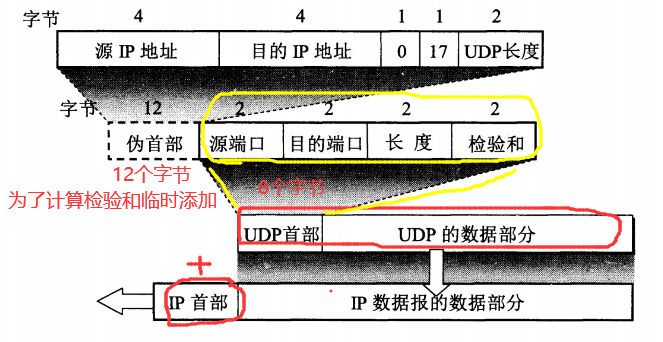 字节 4 4 1 1 2
源 IP 地址 目的 IP 地址 0 17 UDP长度
字节 12 2 2 2 2
伪首部 源端口 目的端口 长 度 检验和
12个字节 8个字节
为了计算检验和临时添加
UDP首部 UDP 的数据部分
+
IP 首部 IP 数据报的数据部分